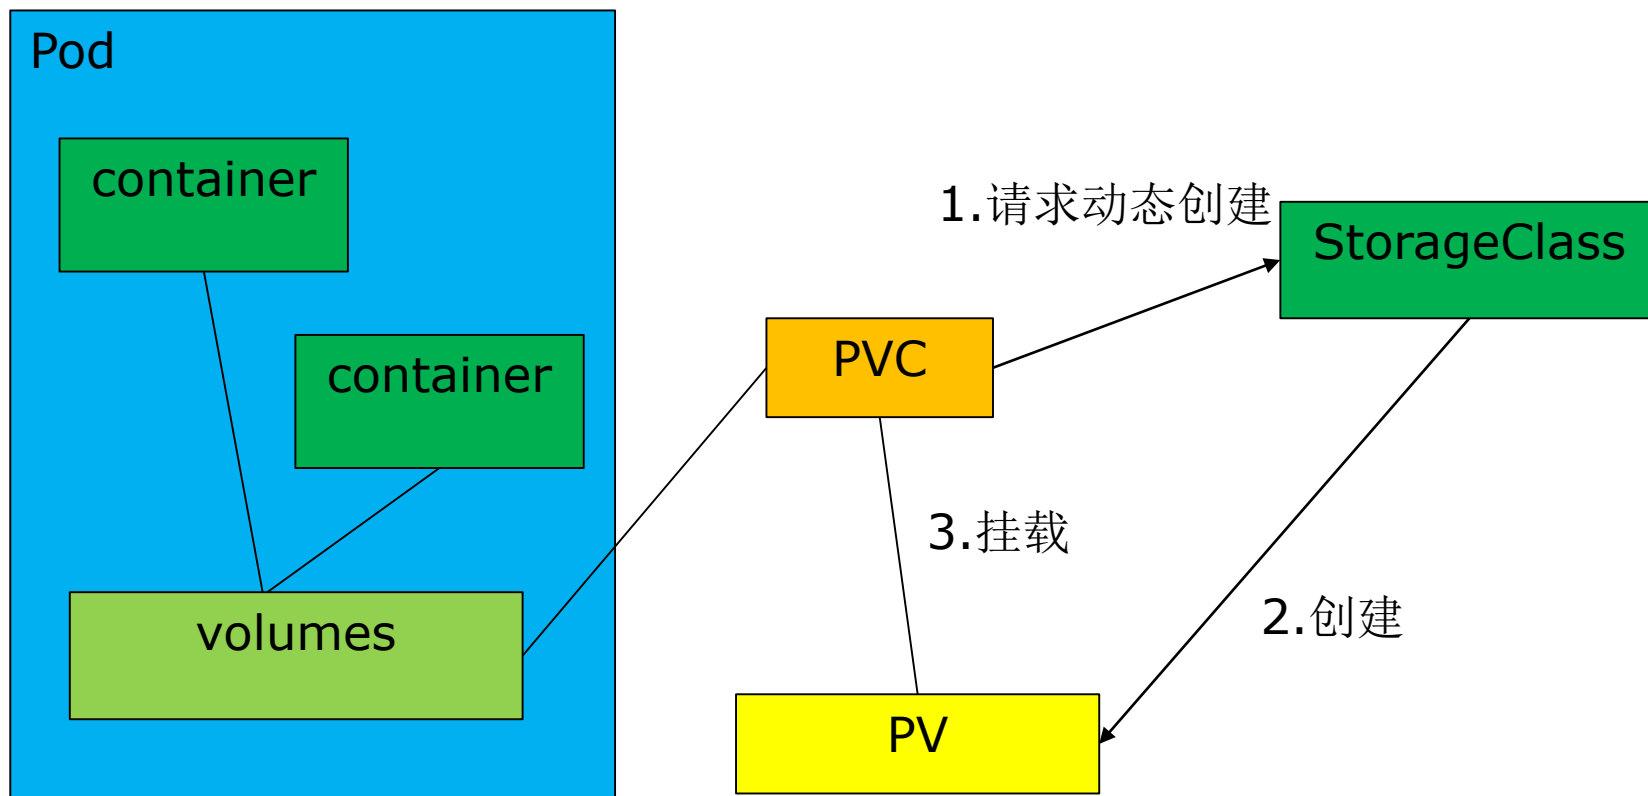 Pod
container
1.请求动态创建
StorageClass
container
PVC
3.挂载
volumes
2.创建
PV